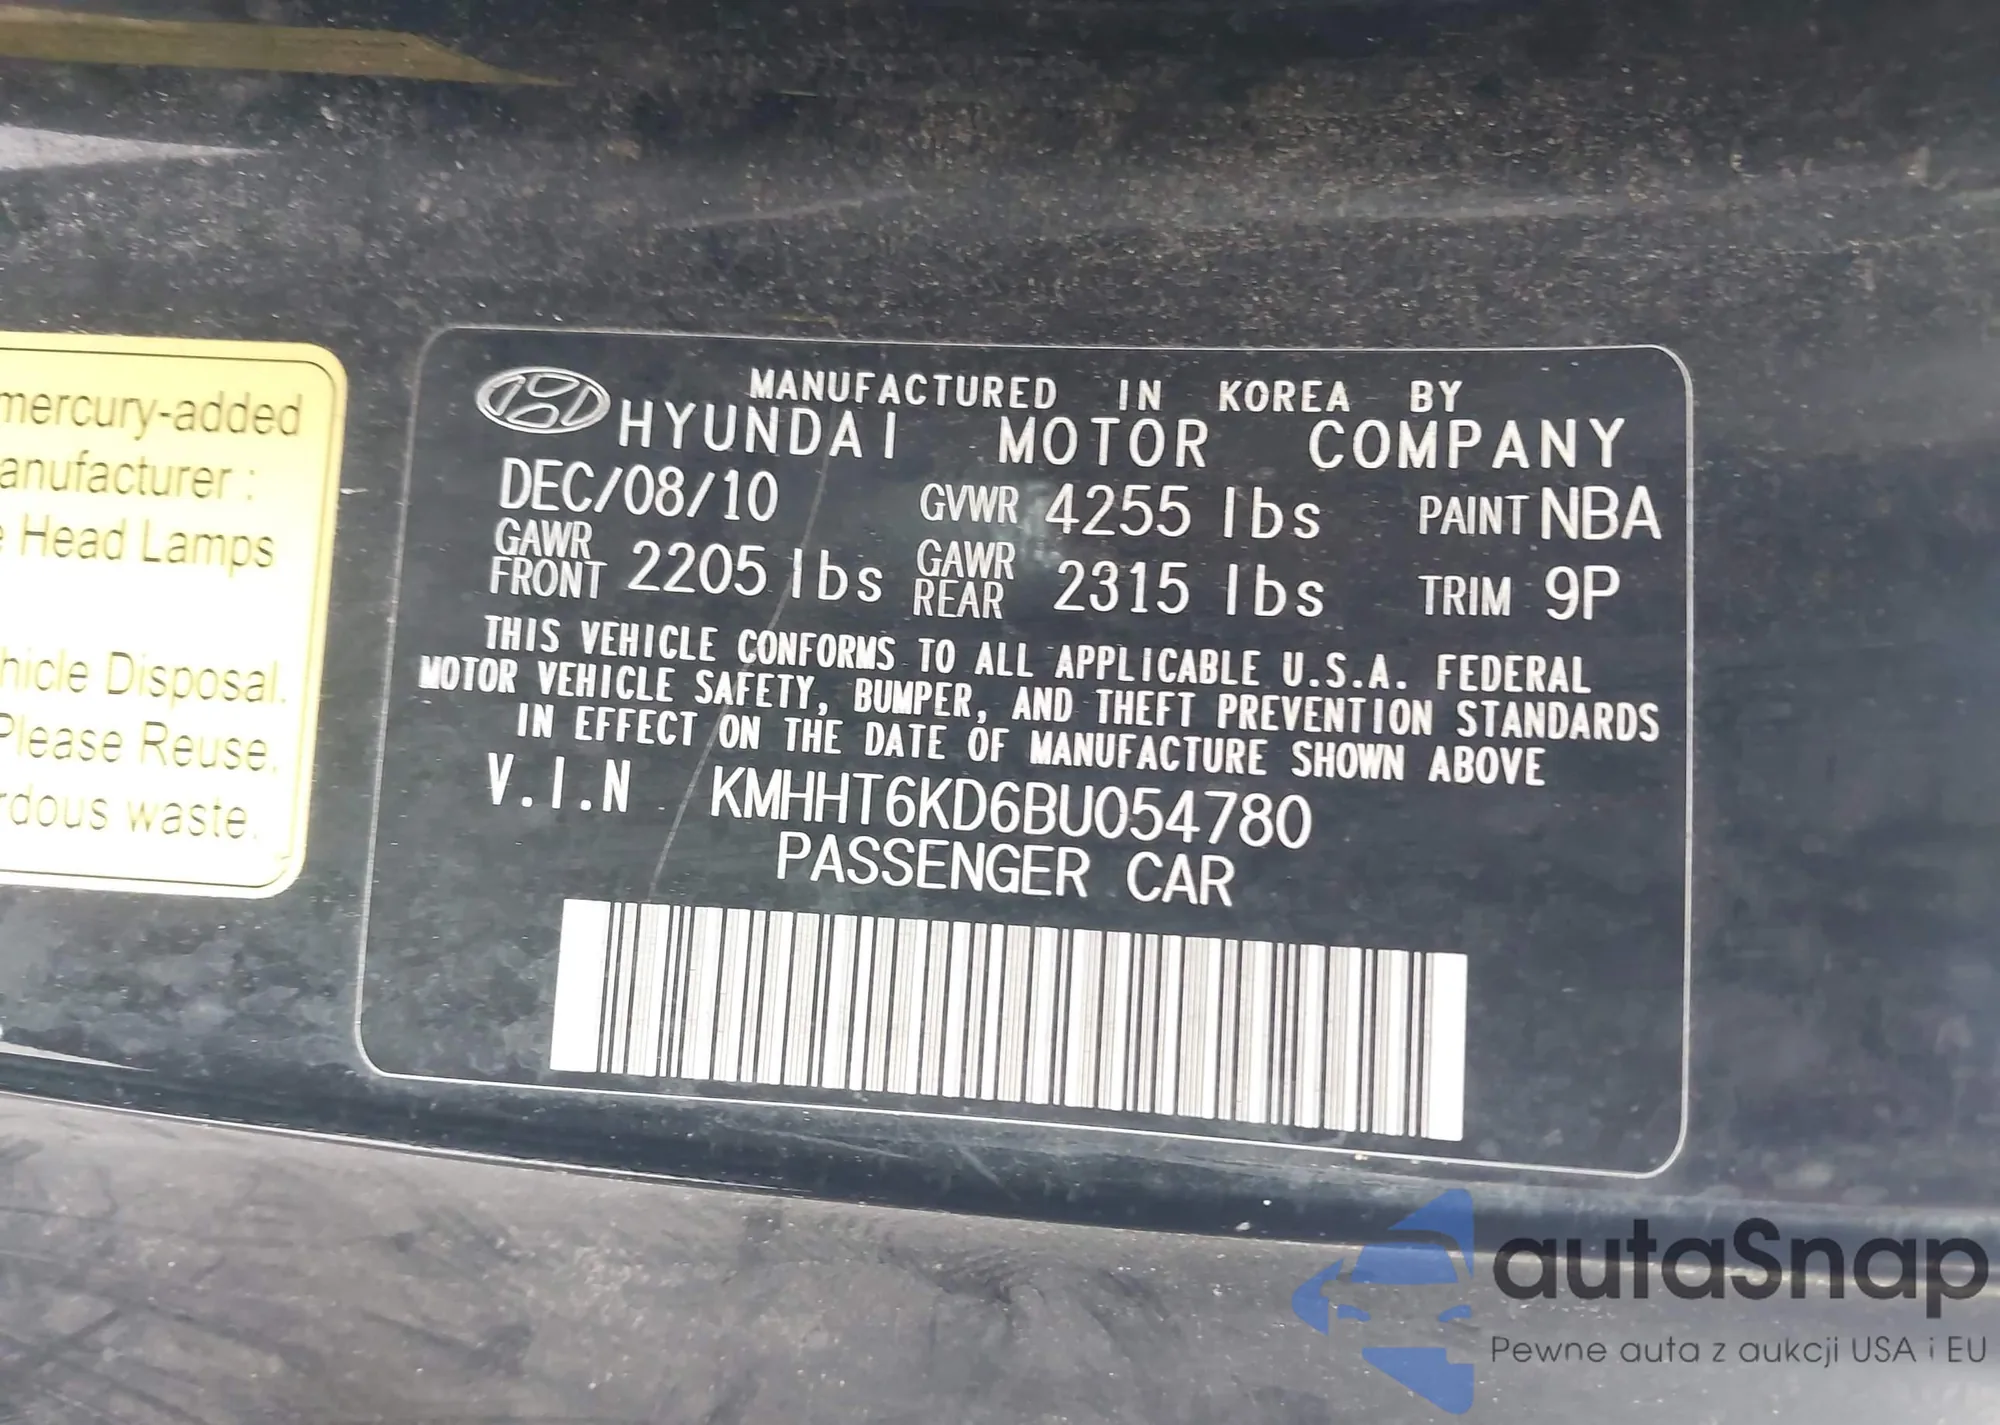 mercury-added
anufacturer :
e Head Lamps
hicle Disposal.
Please Reuse.
rdous waste.
MANUFACTURED IN KOREA BY
HYUNDAI MOTOR COMPANY
DEC/08/10 GVWR 4255 lbs PAINT NBA
GAWR FRONT 2205 lbs GAWR REAR 2315 lbs TRIM 9P
THIS VEHICLE CONFORMS TO ALL APPLICABLE U.S.A. FEDERAL
MOTOR VEHICLE SAFETY, BUMPER, AND THEFT PREVENTION STANDARDS
IN EFFECT ON THE DATE OF MANUFACTURE SHOWN ABOVE
V.I.N KMHHT6KD6BU054780
PASSENGER CAR
autaSnap
Pewne auta z aukcji USA i EU